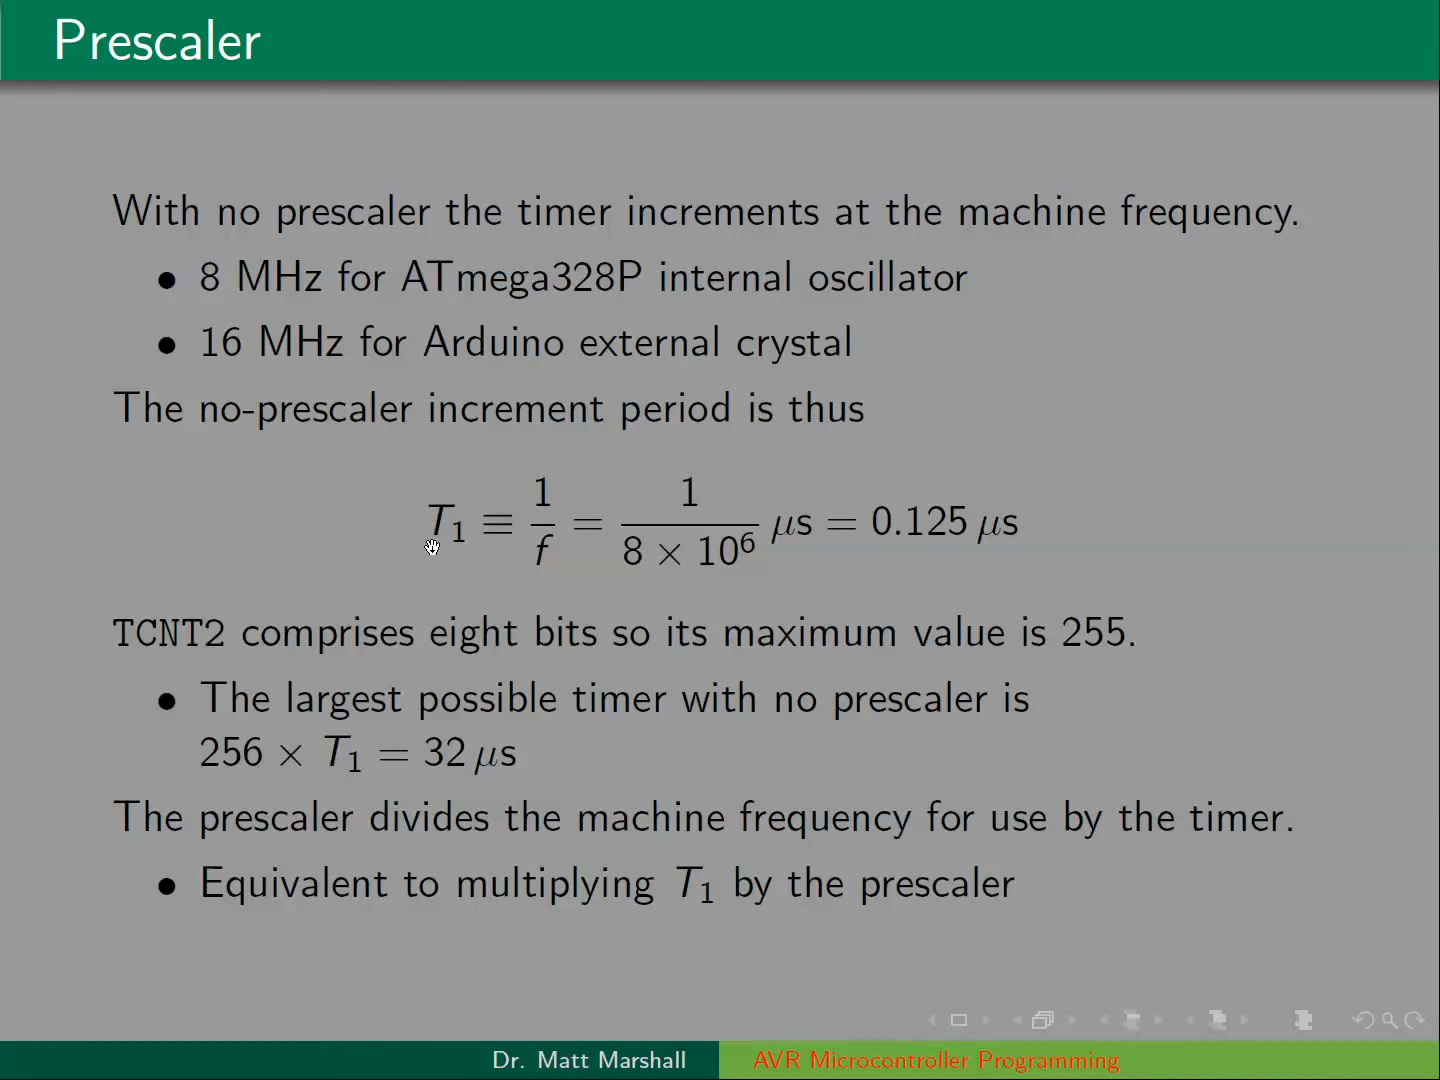 Prescaler
With no prescaler the timer increments at the machine frequency.
• 8 MHz for ATmega328P internal oscillator
• 16 MHz for Arduino external crystal
The no-prescaler increment period is thus
T₁ ≡ 1/f = 1/(8 × 10⁶) μs = 0.125 μs
TCNT2 comprises eight bits so its maximum value is 255.
• The largest possible timer with no prescaler is
256 × T₁ = 32 μs
The prescaler divides the machine frequency for use by the timer.
• Equivalent to multiplying T₁ by the prescaler
Dr. Matt Marshall AVR Microcontroller Programming